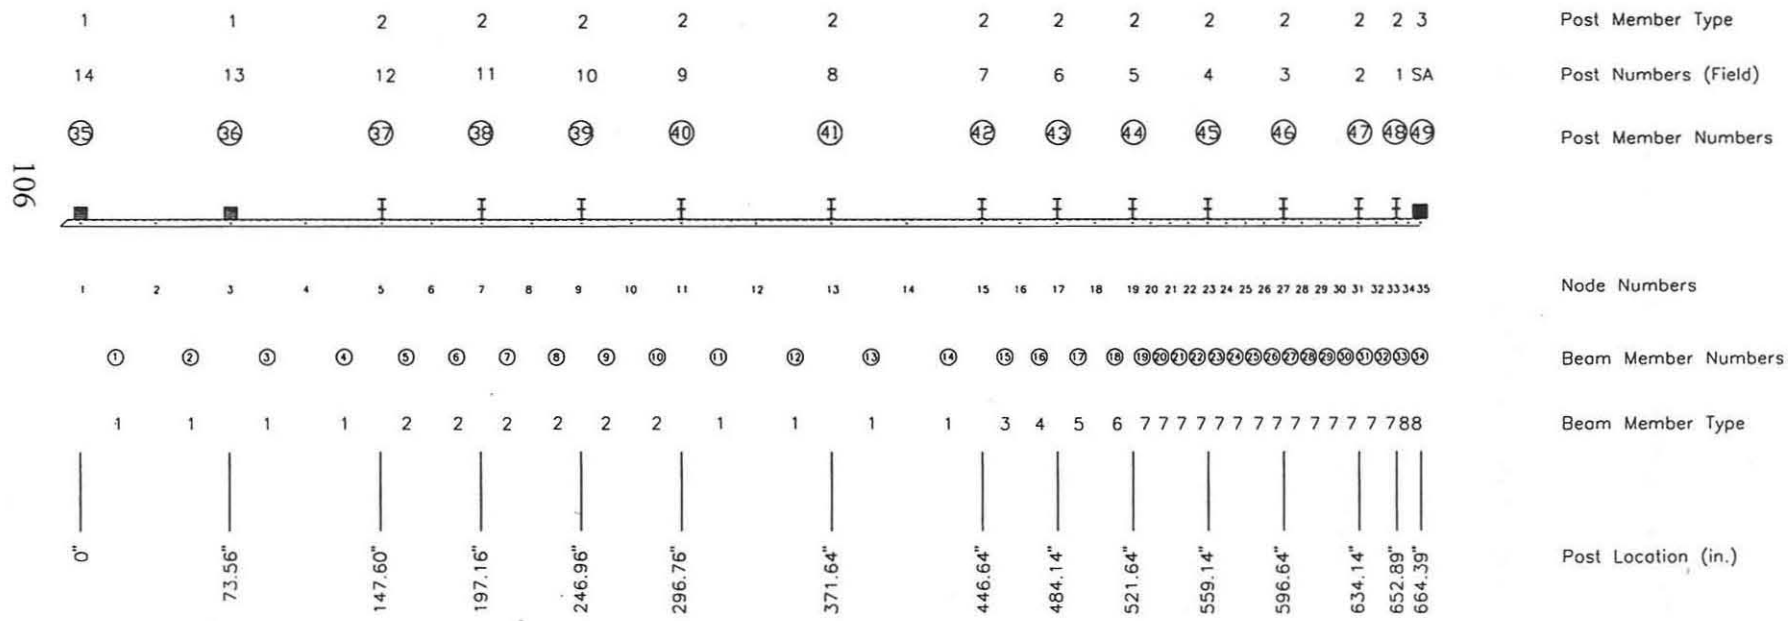 1 1 2 2 2 2 2 2 2 2 2 2 2 2 3 Post Member Type
14 13 12 11 10 9 8 7 6 5 4 3 2 1 SA Post Numbers (Field)
35 36 37 38 39 40 41 42 43 44 45 46 47 48 49 Post Member Numbers
106
1 2 3 4 5 6 7 8 9 10 11 12 13 14 15 16 17 18 19 20 21 22 23 24 25 26 27 28 29 30 31 32 33 34 35 Node Numbers
1 2 3 4 5 6 7 8 9 10 11 12 13 14 15 16 17 18 19 20 21 22 23 24 25 26 27 28 29 30 31 32 33 34 Beam Member Numbers
1 1 1 1 2 2 2 2 2 2 1 1 1 1 3 4 5 6 7 7 7 7 7 7 7 7 7 7 7 7 7 7 8 8 Beam Member Type
0" 73.56" 147.60" 197.16" 246.96" 296.76" 371.64" 446.64" 484.14" 521.64" 559.14" 596.64" 634.14" 652.89" 664.39" Post Location (in.)